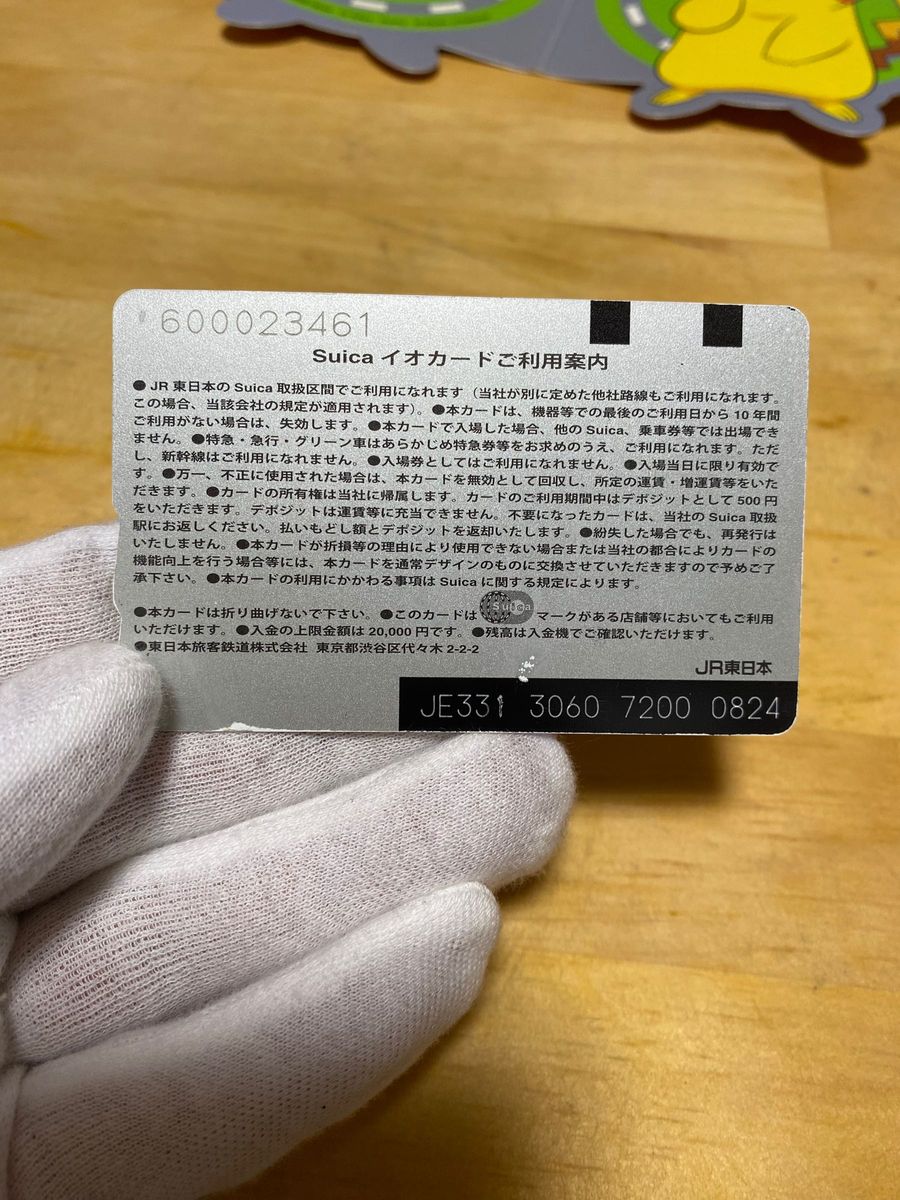 600023461
Suica イオカードご利用案内
●JR東日本のSuica取扱区間でご利用になれます（当社が別に定めた他社路線もご利用になれます。
この場合、当該会社の規定が適用されます）。●本カードは、機器等での最後のご利用日から10年間
ご利用がない場合は、失効します。●本カードで入場した場合、他のSuica、乗車券等では出場でき
ません。●特急・急行・グリーン車はあらかじめ特急券等をお求めのうえ、ご利用になれます。ただ
し、新幹線はご利用になれません。●入場券としてはご利用になれません。●入場当日に限り有効で
す。●万一、不正に使用された場合は、本カードを無効として回収し、所定の運賃・増運賃等をいた
だきます。●カードの所有権は当社に帰属します。カードのご利用期間中はデポジットとして500円
をいただきます。デポジットは運賃等に充当できません。不要になったカードは、当社のSuica取扱
駅にお返しください。払いもどし額とデポジットを返却いたします。●紛失した場合でも、再発行は
いたしません。●本カードが折損等の理由により使用できない場合または当社の都合によりカードの
機能向上を行う場合等には、本カードを通常デザインのものに交換させていただきますので予めご了
承下さい。●本カードの利用にかかわる事項はSuicaに関する規定によります。
●本カードは折り曲げないで下さい。●このカードは Suica マークがある店舗等においてもご利用
いただけます。●入金の上限金額は20,000円です。●残高は入金機でご確認いただけます。
●東日本旅客鉄道株式会社 東京都渋谷区代々木2-2-2
JR東日本
JE331 3060 7200 0824